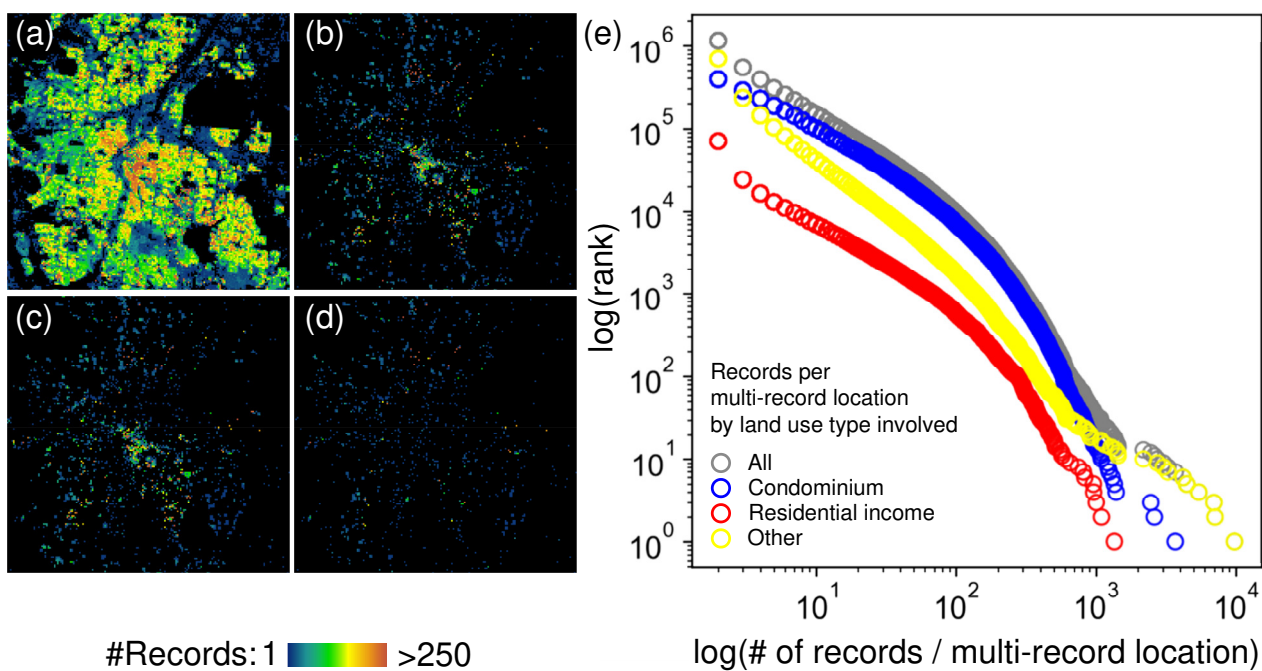 (a)
(b)
(c)
(d)
#Records: 1 >250
(e)
log(rank)
10^6
10^5
10^4
10^3
10^2
10^1
10^0
Records per
multi-record location
by land use type involved
All
Condominium
Residential income
Other
10^1 10^2 10^3 10^4
log(# of records / multi-record location)